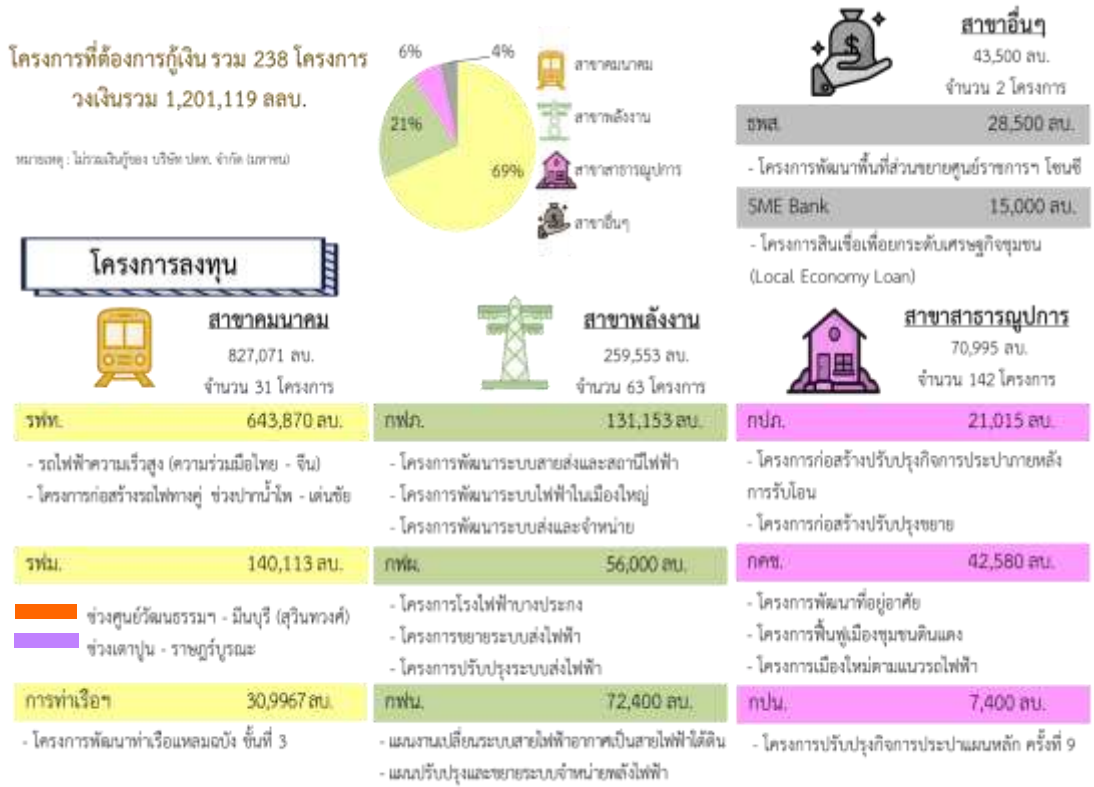 โครงการที่ต้องการกู้เงิน รวม 238 โครงการ
วงเงินรวม 1,201,119 ลลบ.
หมายเหตุ : ไม่รวมเงินกู้ของ บริษัท ปตท. จำกัด (มหาชน)
6%
4%
21%
69%
สาขาคมนาคม
สาขาพลังงาน
สาขาสาธารณูปการ
สาขาอื่นๆ
สาขาอื่นๆ
43,500 ลบ.
จำนวน 2 โครงการ
ธพส. 28,500 ลบ.
- โครงการพัฒนาพื้นที่ส่วนขยายศูนย์ราชการฯ โซนซี
SME Bank 15,000 ลบ.
- โครงการสินเชื่อเพื่อยกระดับเศรษฐกิจชุมชน
(Local Economy Loan)
โครงการลงทุน
สาขาคมนาคม
827,071 ลบ.
จำนวน 31 โครงการ
รฟท. 643,870 ลบ.
- รถไฟฟ้าความเร็วสูง (ความร่วมมือไทย - จีน)
- โครงการก่อสร้างรถไฟทางคู่ ช่วงปากน้ำโพ - เด่นชัย
รฟม. 140,113 ลบ.
ช่วงศูนย์วัฒนธรรมฯ - มีนบุรี (สุวินทวงศ์)
ช่วงเตาปูน - ราษฎร์บูรณะ
การท่าเรือฯ 30,9967 ลบ.
- โครงการพัฒนาท่าเรือแหลมฉบัง ขั้นที่ 3
สาขาพลังงาน
259,553 ลบ.
จำนวน 63 โครงการ
กฟภ. 131,153 ลบ.
- โครงการพัฒนาระบบสายส่งและสถานีไฟฟ้า
- โครงการพัฒนาระบบไฟฟ้าในเมืองใหญ่
- โครงการพัฒนาระบบส่งและจำหน่าย
กฟผ. 56,000 ลบ.
- โครงการโรงไฟฟ้าบางปะกง
- โครงการขยายระบบส่งไฟฟ้า
- โครงการปรับปรุงระบบส่งไฟฟ้า
กฟน. 72,400 ลบ.
- แผนงานเปลี่ยนระบบสายไฟฟ้าอากาศเป็นสายไฟฟ้าใต้ดิน
- แผนปรับปรุงและขยายระบบจำหน่ายพลังไฟฟ้า
สาขาสาธารณูปการ
70,995 ลบ.
จำนวน 142 โครงการ
กปภ. 21,015 ลบ.
- โครงการก่อสร้างปรับปรุงกิจการประปาภายหลัง
การรับโอน
- โครงการก่อสร้างปรับปรุงขยาย
กคช. 42,580 ลบ.
- โครงการพัฒนาที่อยู่อาศัย
- โครงการฟื้นฟูเมืองชุมชนดินแดง
- โครงการเมืองใหม่ตามแนวรถไฟฟ้า
กปน. 7,400 ลบ.
- โครงการปรับปรุงกิจการประปาแผนหลัก ครั้งที่ 9